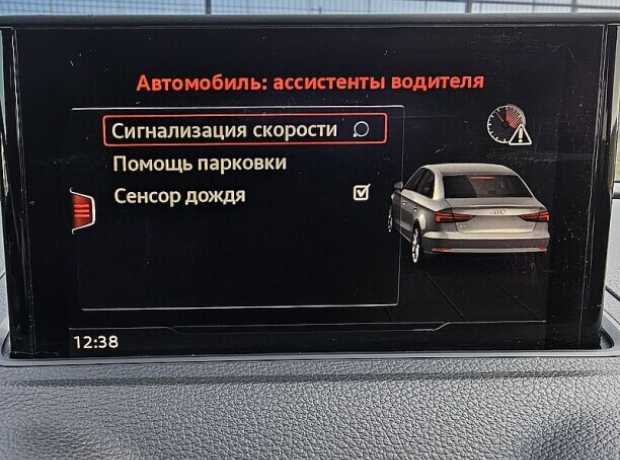 Автомобиль: ассистенты водителя
Сигнализация скорости
Помощь парковки
Сенсор дождя
12:38